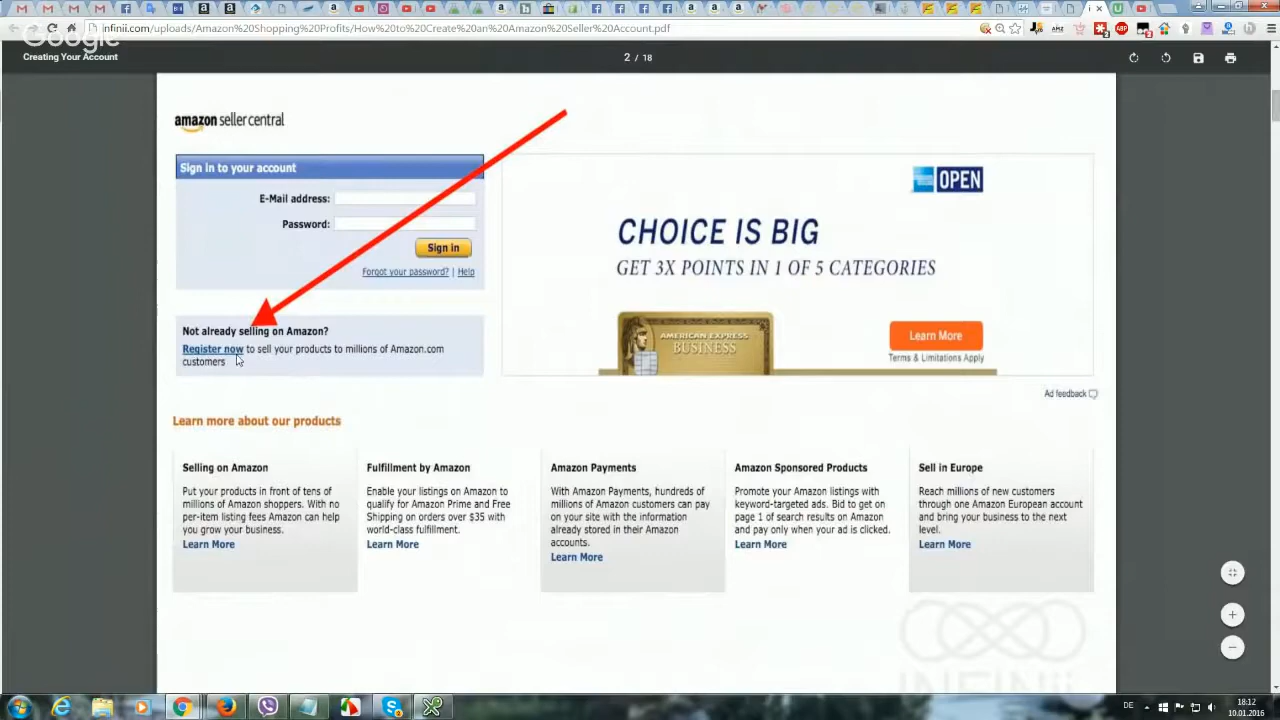 infinii.com/uploads/Amazon%20Shopping%20Profits/How%20to%20Create%20an%20Amazon%20Seller%20Account.pdf
Google
Creating Your Account
2 / 18
amazon seller central
Sign in to your account
E-Mail address:
Password:
Sign in
Forgot your password? | Help
Not already selling on Amazon?
Register now to sell your products to millions of Amazon.com
customers
OPEN
CHOICE IS BIG
GET 3X POINTS IN 1 OF 5 CATEGORIES
AMERICAN EXPRESS
BUSINESS
Learn More
Terms & Limitations Apply
Ad feedback
Learn more about our products
Selling on Amazon
Put your products in front of tens of
millions of Amazon shoppers. With no
per-item listing fees Amazon can help
you grow your business.
Learn More
Fulfillment by Amazon
Enable your listings on Amazon to
qualify for Amazon Prime and Free
Shipping on orders over $35 with
world-class fulfillment.
Learn More
Amazon Payments
With Amazon Payments, hundreds of
millions of Amazon customers can pay
on your site with the information
already stored in their Amazon
accounts.
Learn More
Amazon Sponsored Products
Promote your Amazon listings with
keyword-targeted ads. Bid to get on
page 1 of search results on Amazon
and pay only when your ad is clicked.
Learn More
Sell in Europe
Reach millions of new customers
through one Amazon European account
and bring your business to the next
level.
Learn More
INFINii
DE
18:12
10.01.2016